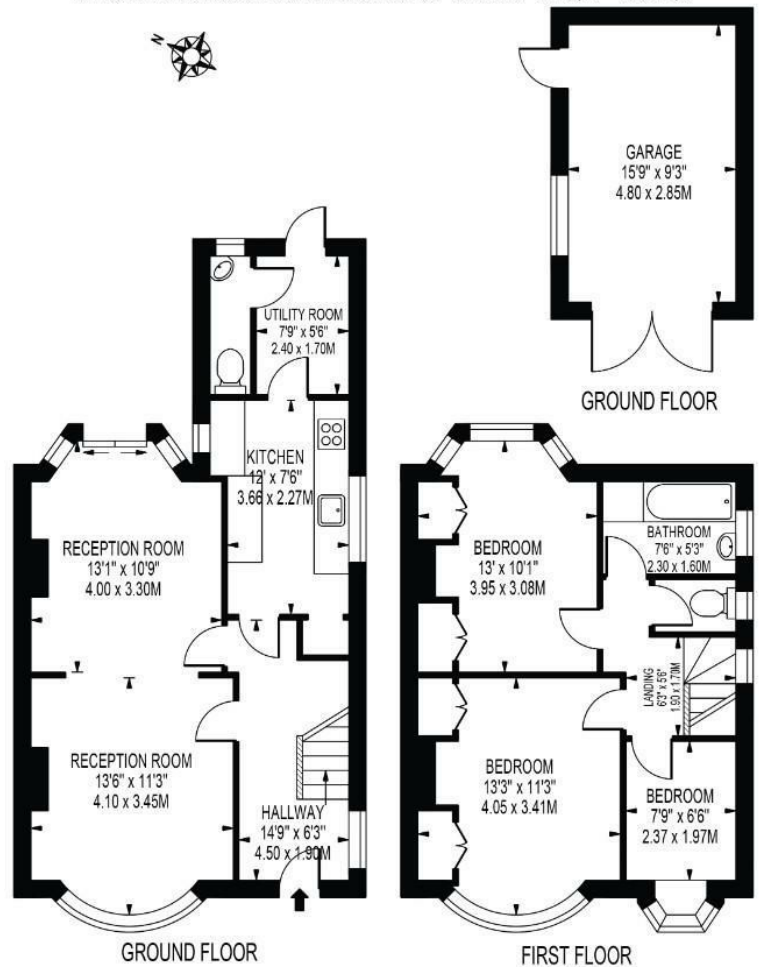 N
GARAGE
15'9" x 9'3"
4.80 x 2.85M
GROUND FLOOR
UTILITY ROOM
7'9" x 5'6"
2.40 x 1.70M
KITCHEN
12' x 7'6"
3.66 x 2.27M
RECEPTION ROOM
13'1" x 10'9"
4.00 x 3.30M
RECEPTION ROOM
13'6" x 11'3"
4.10 x 3.45M
HALLWAY
14'9" x 6'3"
4.50 x 1.90M
GROUND FLOOR
BEDROOM
13' x 10'1"
3.95 x 3.08M
BATHROOM
7'6" x 5'3"
2.30 x 1.60M
LANDING
6'3" x 5'6"
1.90 x 1.70M
BEDROOM
13'3" x 11'3"
4.05 x 3.41M
BEDROOM
7'9" x 6'6"
2.37 x 1.97M
FIRST FLOOR